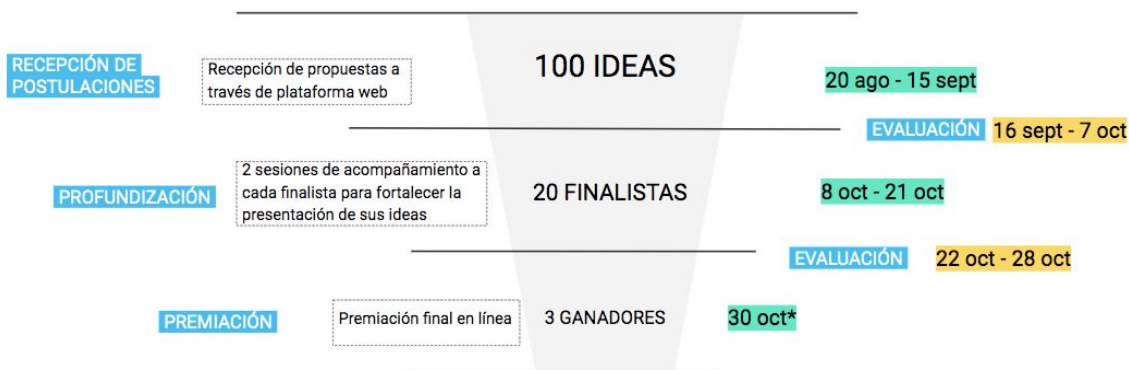 RECEPCIÓN DE
POSTULACIONES
Recepción de propuestas a
través de plataforma web
100 IDEAS
20 ago - 15 sept
EVALUACIÓN 16 sept - 7 oct
PROFUNDIZACIÓN
2 sesiones de acompañamiento a
cada finalista para fortalecer la
presentación de sus ideas
20 FINALISTAS
8 oct - 21 oct
EVALUACIÓN 22 oct - 28 oct
PREMIACIÓN
Premiación final en línea
3 GANADORES
30 oct*